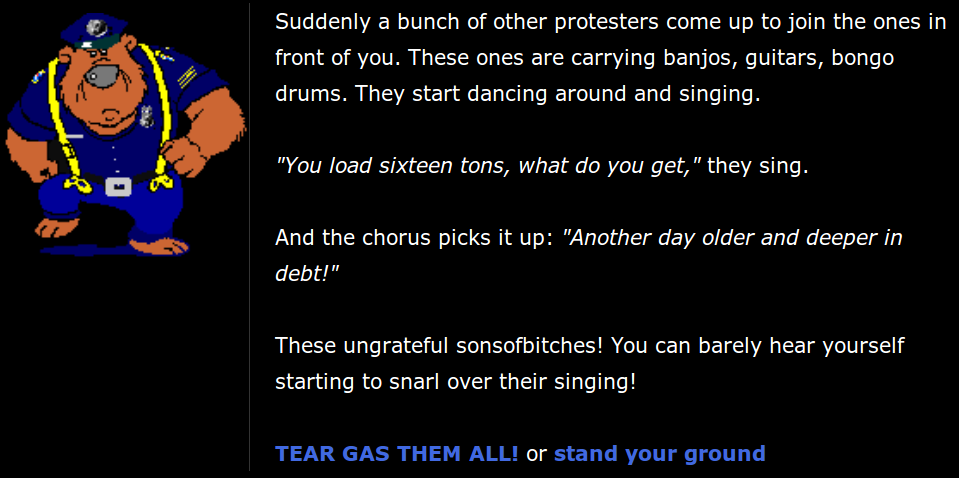 Suddenly a bunch of other protesters come up to join the ones in
front of you. These ones are carrying banjos, guitars, bongo
drums. They start dancing around and singing.
"You load sixteen tons, what do you get," they sing.
And the chorus picks it up: "Another day older and deeper in
debt!"
These ungrateful sonsofbitches! You can barely hear yourself
starting to snarl over their singing!
TEAR GAS THEM ALL! or stand your ground